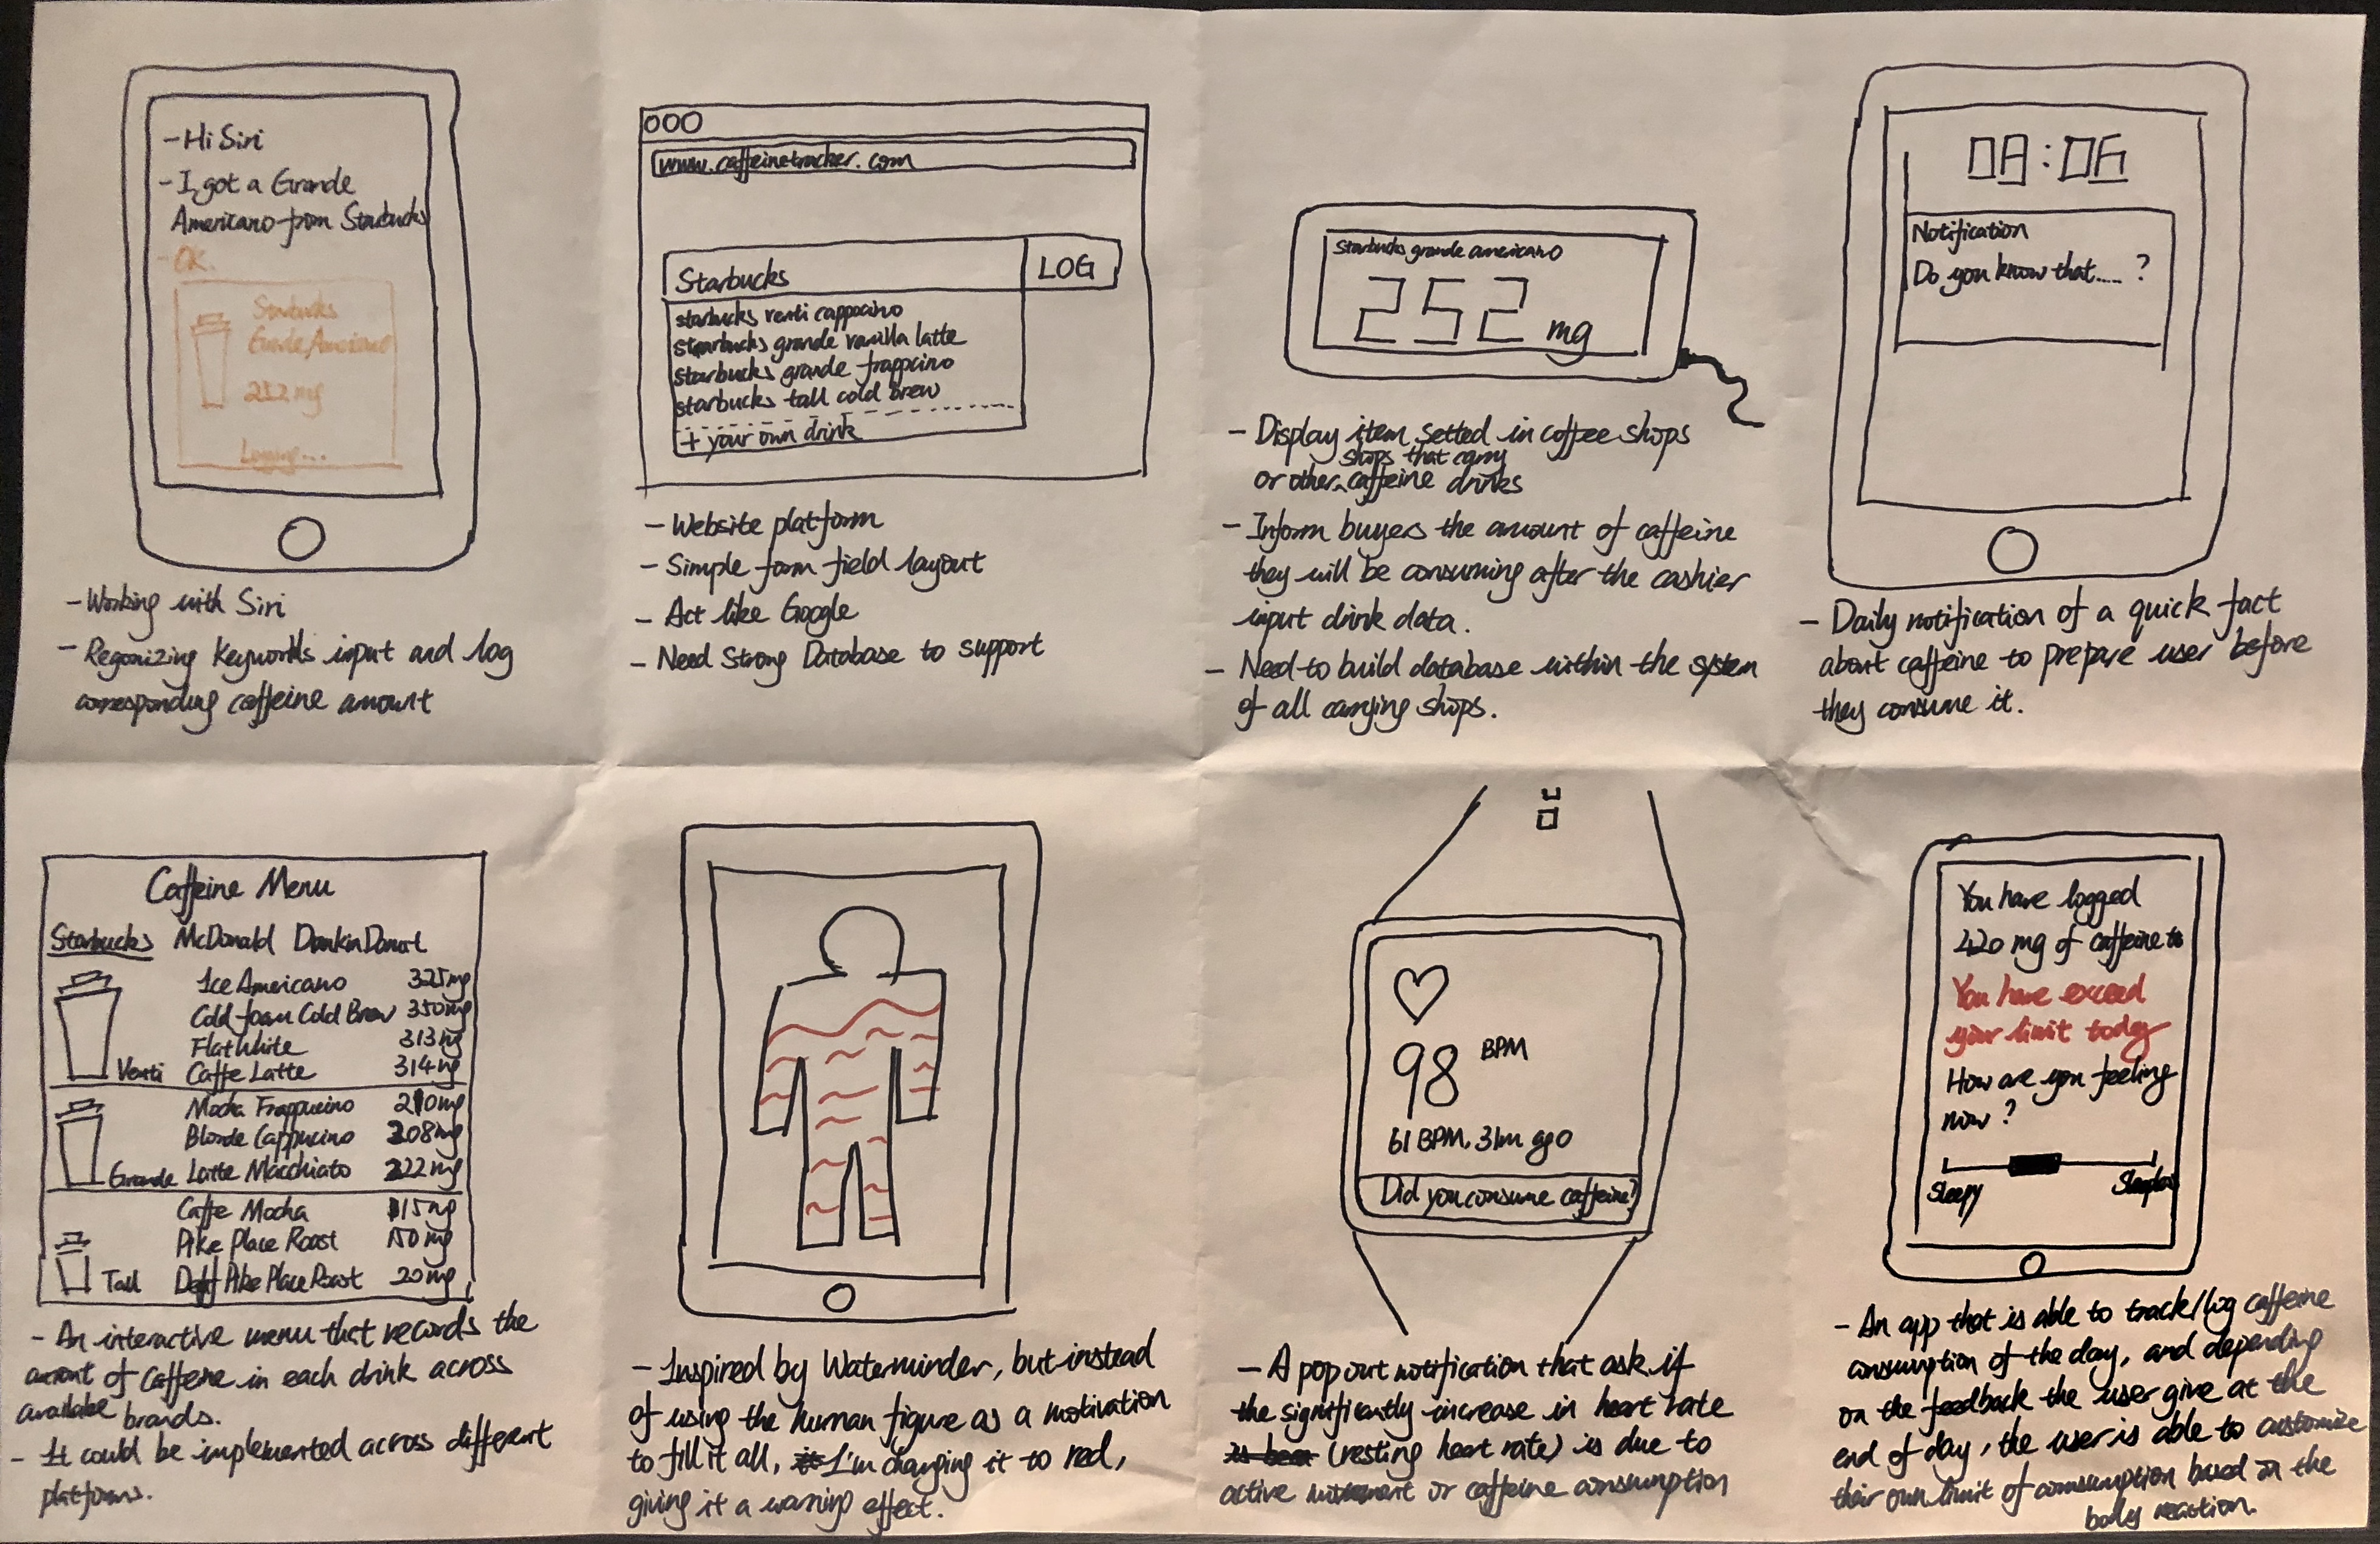 -Hi Siri
-I got a Grande
Americano from Starbucks
-OK.
Starbucks
Grande Americano
252 mg
Logging...
-Working with Siri
-Regonizing Keywords input and log
corresponding caffeine amount
www.caffeinetracker.com
Starbucks
LOG
starbucks venti cappocino
starbucks grande vanilla latte
starbucks grande frappcino
starbucks tall cold brew
+ your own drink
- Website platform
- Simple form field layout
- Act like Google
- Need Strong Database to support
Starbucks grande americano
252 mg
- Display item setted in coffee shops
shops that carry
or other caffeine drinks
- Inform buyers the amount of caffeine
they will be consuming after the cashier
input drink data.
- Need to build database within the system
of all carrying shops.
09:06
Notification
Do you know that.... ?
- Daily notification of a quick fact
about caffeine to prepare user before
they consume it.
Caffeine Menu
Starbucks McDonald DunkinDonut
Ice Americano 325mg
Cold foam Cold Brew 350mg
Flat White 313mg
Venti Caffe Latte 314mg
Mocha Frappucino 210mg
Blonde Cappucino 208mg
Grande Latte Macchiato 222mg
Caffe Mocha 115mg
Pike Place Roast 150mg
Tall Decaf Pike Place Roast 20mg
- An interactive menu that records the
amount of caffeine in each drink across
available brands.
- It could be implemented across different
platforms.
- Inspired by Waterminder, but instead
of using the human figure as a motivation
to fill it all, I'm changing it to red,
giving it a warning effect.
98 BPM
61 BPM, 31m ago
Did you consume caffeine?
- A pop out notification that ask if
the significantly increase in heart rate
(resting heart rate) is due to
active movement or caffeine consumption
You have logged
420 mg of caffeine to
You have exceed
your limit today
How are you feeling
now?
Sleepy Sleepless
- An app that is able to track/log caffeine
consumption of the day, and depending
on the feedback the user give at the
end of day, the user is able to customize
their own limit of consumption based on the
body reaction.